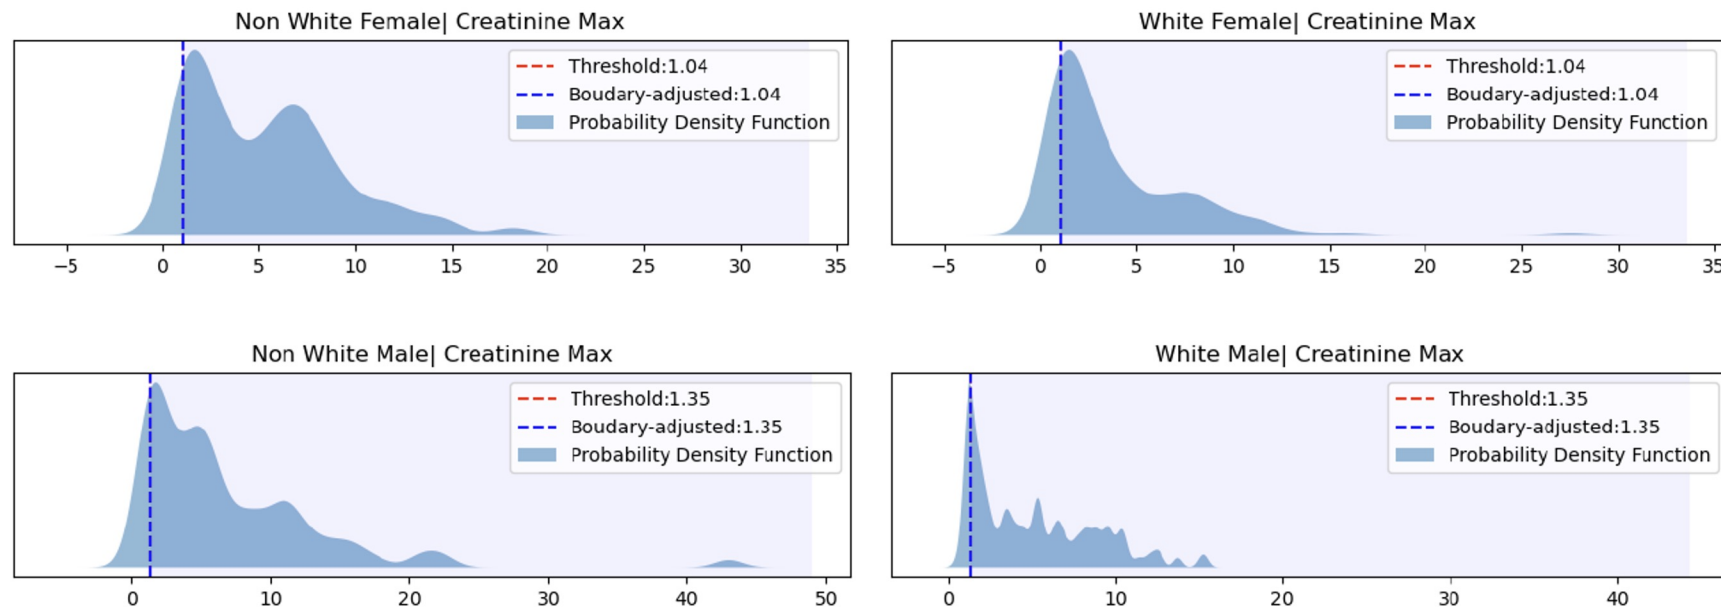 Non White Female| Creatinine Max
Threshold:1.04
Boudary-adjusted:1.04
Probability Density Function
−5 0 5 10 15 20 25 30 35
White Female| Creatinine Max
Threshold:1.04
Boudary-adjusted:1.04
Probability Density Function
−5 0 5 10 15 20 25 30 35
Non White Male| Creatinine Max
Threshold:1.35
Boudary-adjusted:1.35
Probability Density Function
0 10 20 30 40 50
White Male| Creatinine Max
Threshold:1.35
Boudary-adjusted:1.35
Probability Density Function
0 10 20 30 40